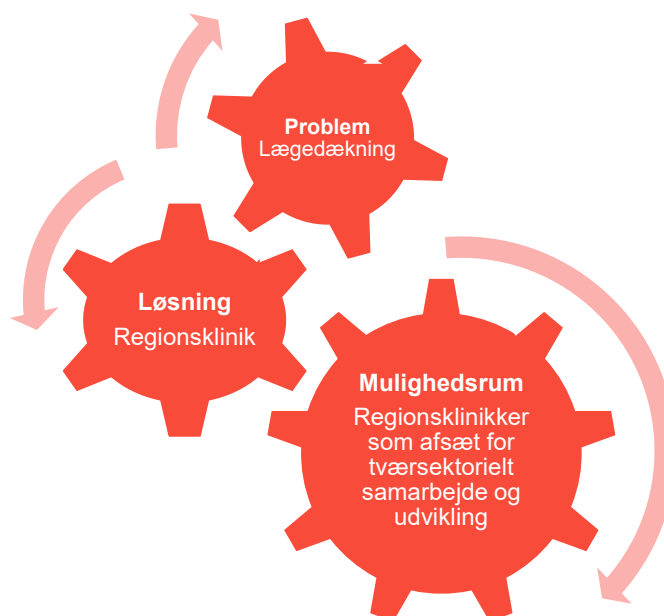 Problem
Lægedækning
Løsning
Regionsklinik
Mulighedsrum
Regionsklinikker
som afsæt for
tværsektorielt
samarbejde og
udvikling